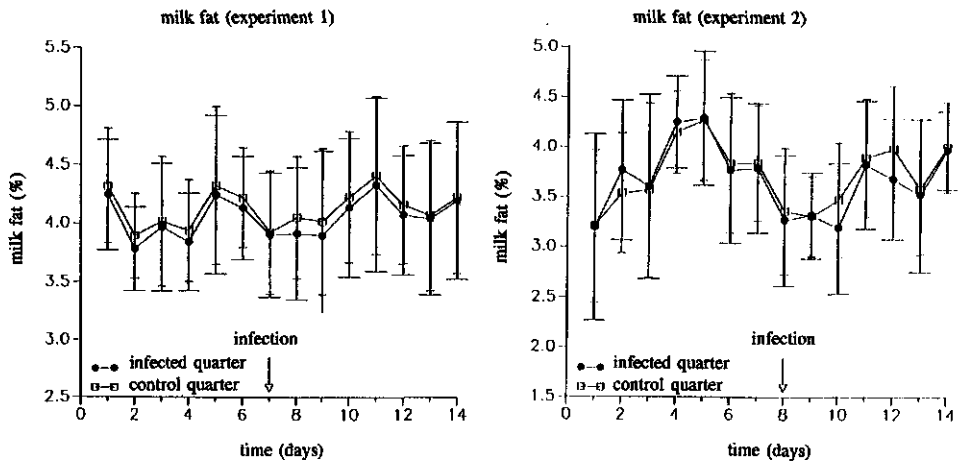 milk fat (experiment 1)
5.5
5.0
4.5
4.0
3.5
3.0
2.5
milk fat (%)
infection
infected quarter
control quarter
0 2 4 6 8 10 12 14
time (days)
milk fat (experiment 2)
5.0
4.5
4.0
3.5
3.0
2.5
2.0
1.5
milk fat (%)
infection
infected quarter
control quarter
0 2 4 6 8 10 12 14
time (days)